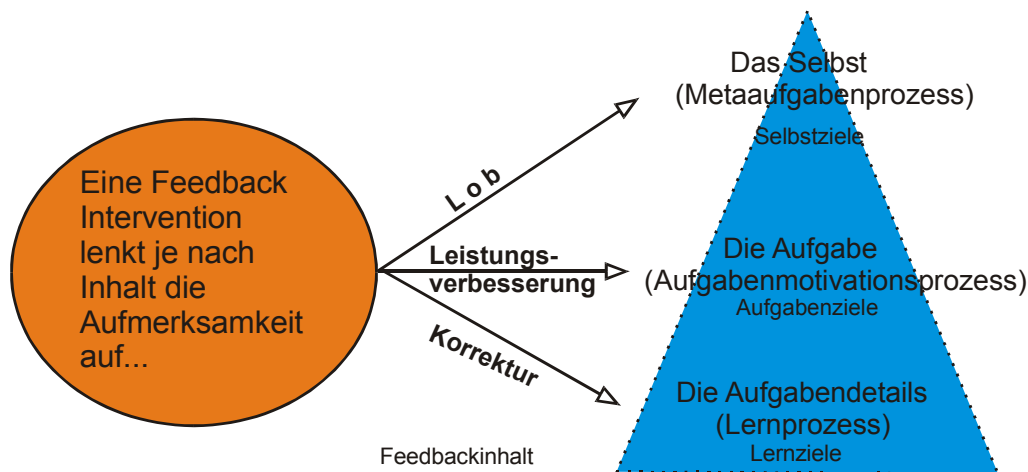 Eine Feedback
Intervention
lenkt je nach
Inhalt die
Aufmerksamkeit
auf...
Lob
Leistungs-
verbesserung
Korrektur
Feedbackinhalt
Das Selbst
(Metaaufgabenprozess)
Selbstziele
Die Aufgabe
(Aufgabenmotivationsprozess)
Aufgabenziele
Die Aufgabendetails
(Lernprozess)
Lernziele